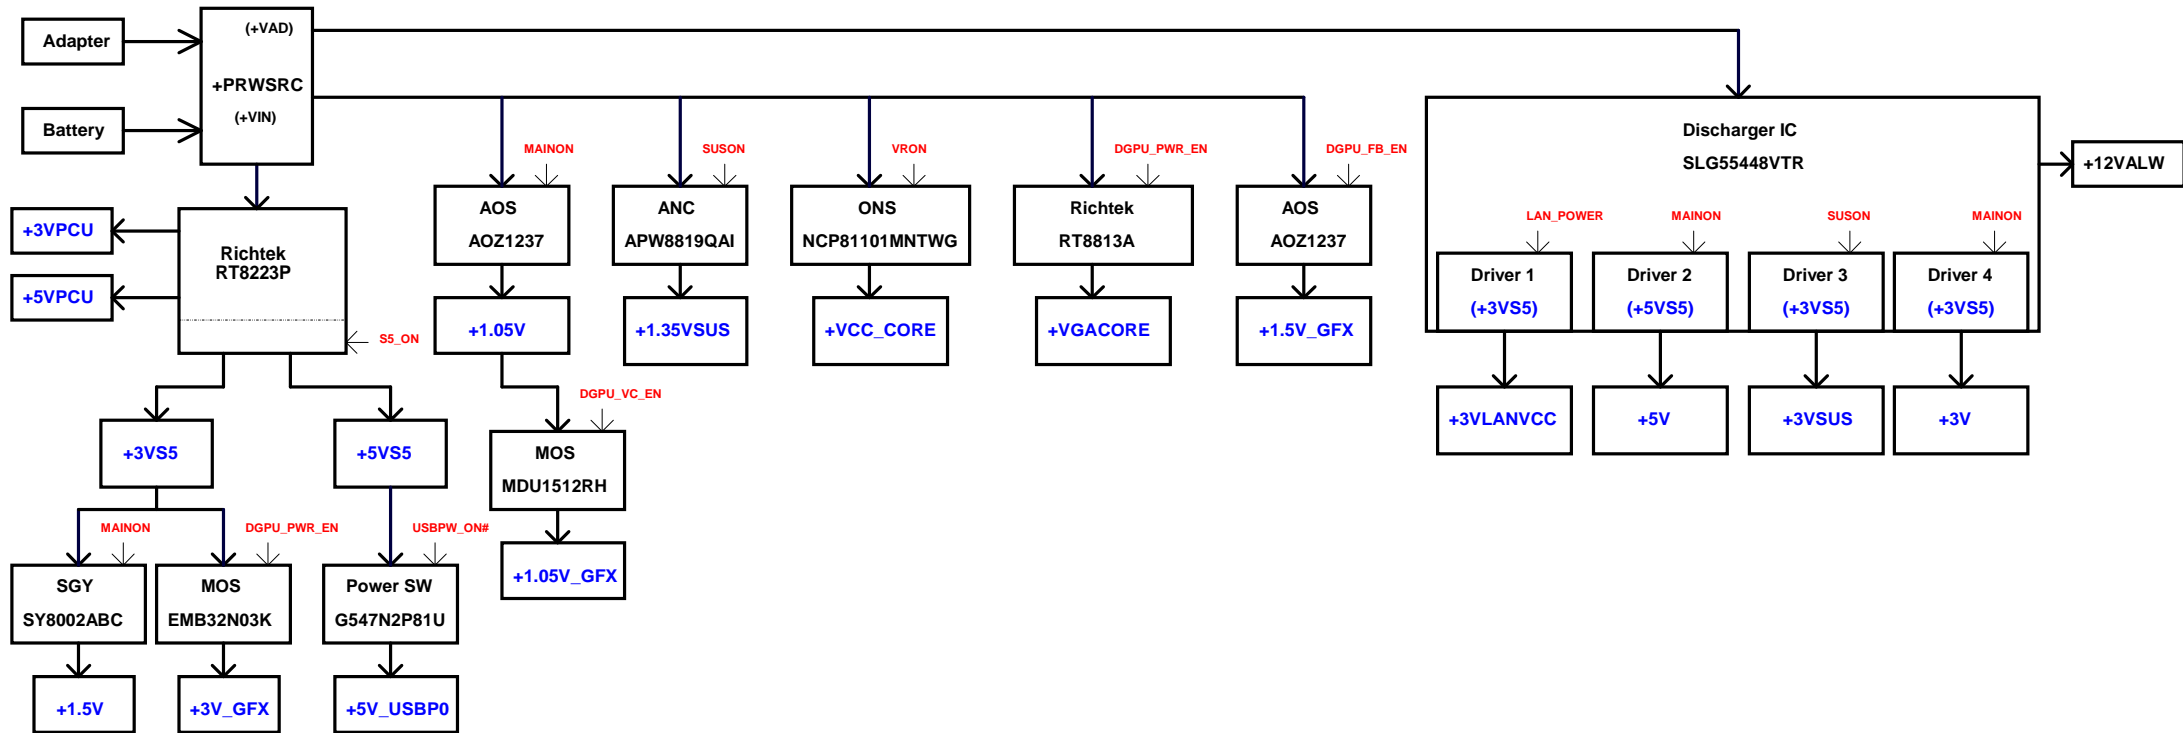 (+VAD)
Adapter
+PRWSRC
(+VIN)
Battery
Discharger IC
SLG55448VTR
+12VALW
MAINON
SUSON
VRON
DGPU_PWR_EN
DGPU_FB_EN
AOS
AOZ1237
ANC
APW8819QAI
ONS
NCP81101MNTWG
Richtek
RT8813A
AOS
AOZ1237
LAN_POWER
MAINON
SUSON
MAINON
+3VPCU
Richtek
RT8223P
+5VPCU
Driver 1
(+3VS5)
Driver 2
(+5VS5)
Driver 3
(+3VS5)
Driver 4
(+3VS5)
S5_ON
+1.05V
+1.35VSUS
+VCC_CORE
+VGACORE
+1.5V_GFX
DGPU_VC_EN
+3VLANVCC
+5V
+3VSUS
+3V
+3VS5
+5VS5
MOS
MDU1512RH
MAINON
DGPU_PWR_EN
USBPW_ON#
+1.05V_GFX
SGY
SY8002ABC
MOS
EMB32N03K
Power SW
G547N2P81U
+1.5V
+3V_GFX
+5V_USBP0